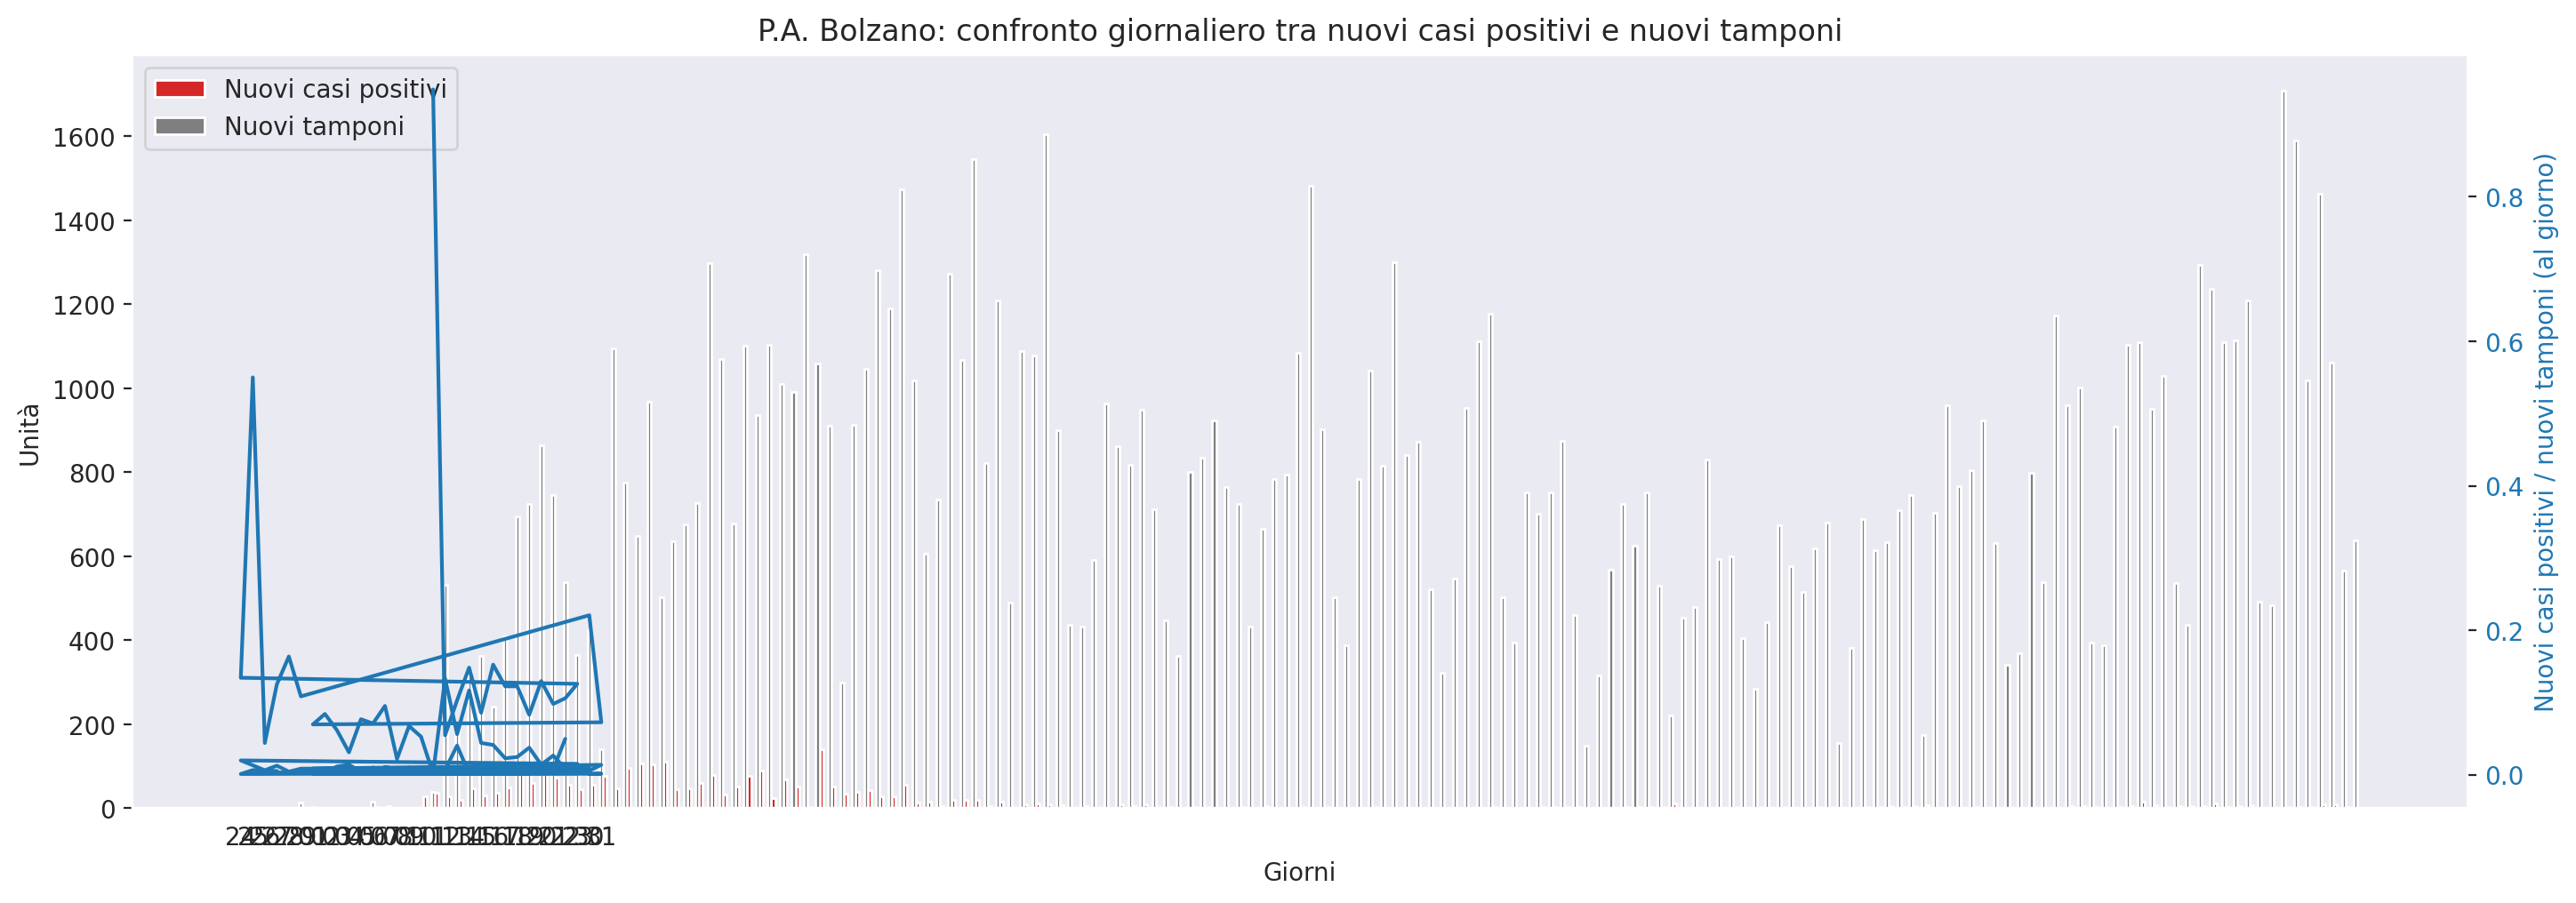 P.A. Bolzano: confronto giornaliero tra nuovi casi positivi e nuovi tamponi
Nuovi casi positivi
Nuovi tamponi
Unità
1600
1400
1200
1000
800
600
400
200
0
0.8
0.6
0.4
0.2
0.0
Nuovi casi positivi / nuovi tamponi (al giorno)
Giorni